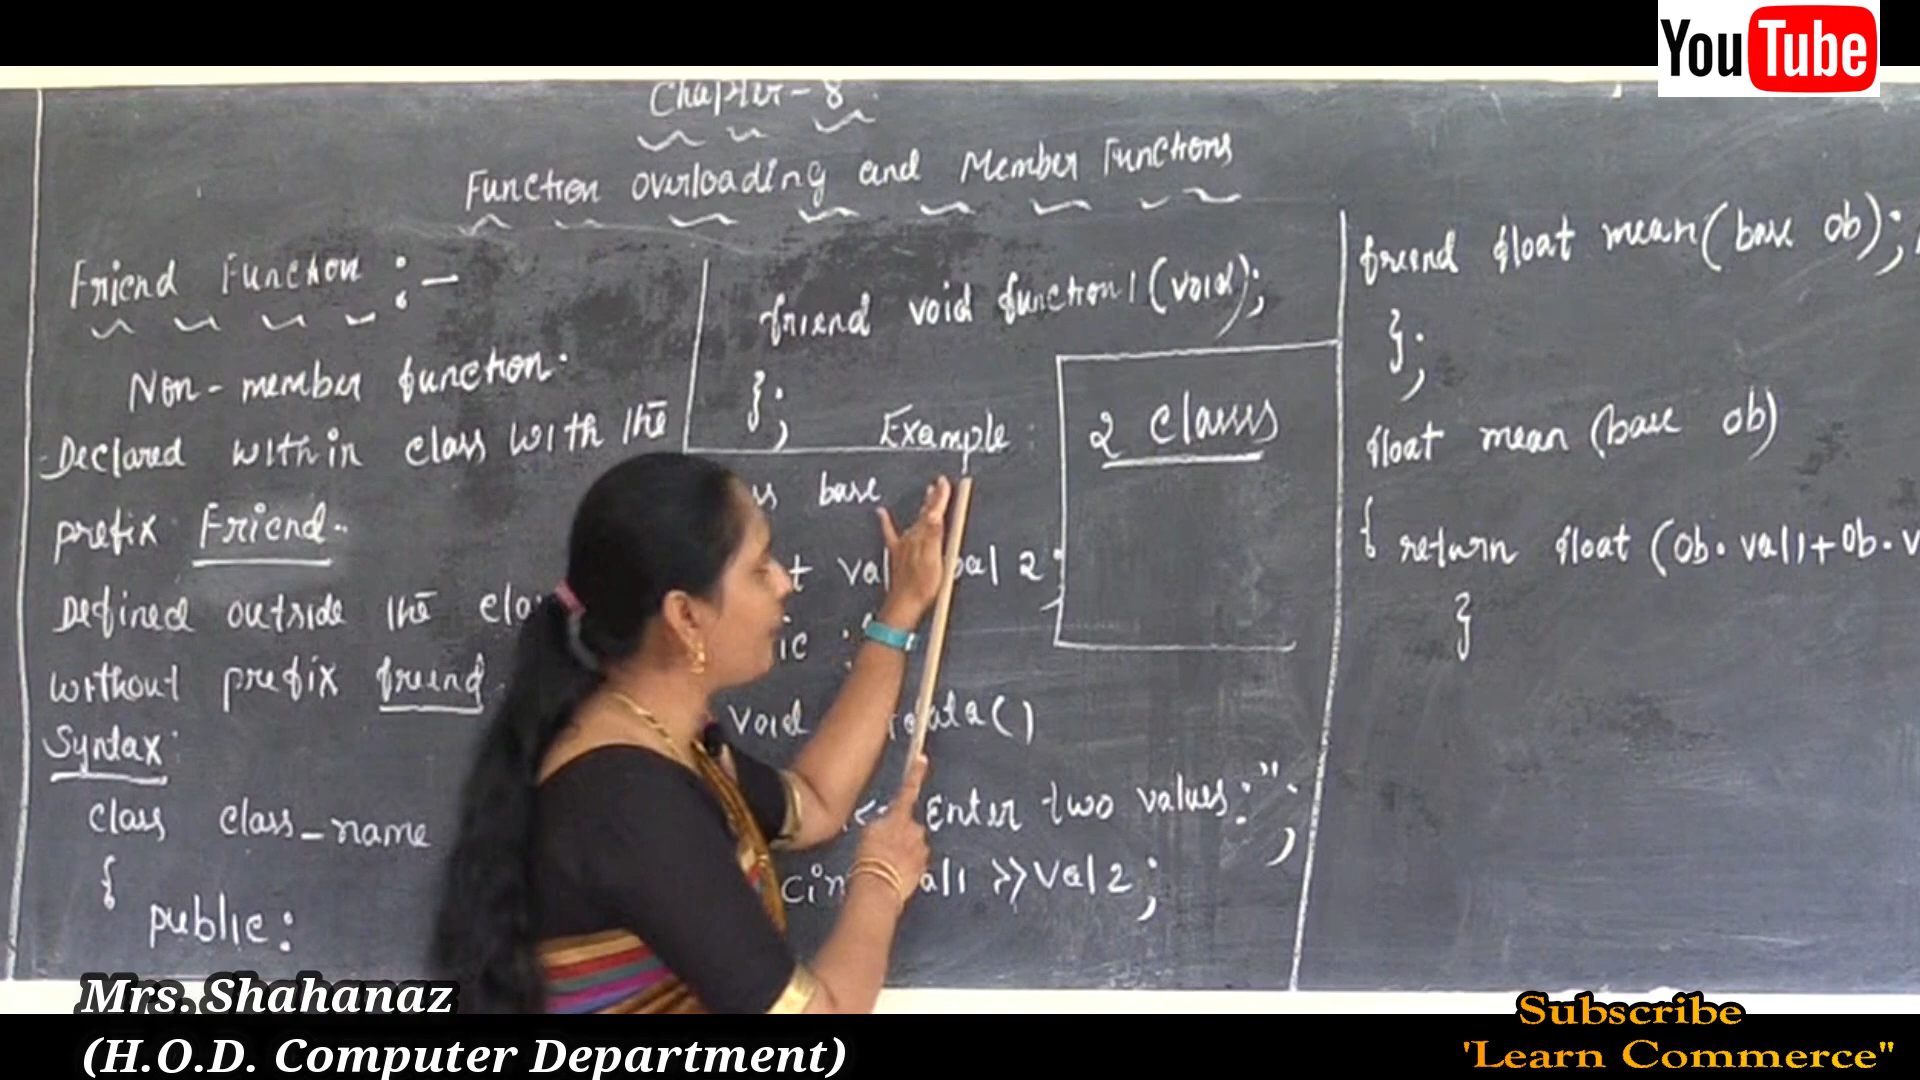 YouTube
Chapter - 8
Function overloading and Member Functions
Friend Function :-
Non-member function.
Declared within class with the
prefix Friend.
Defined outside the
without prefix friend.
Syntax:
class class_name
{
public:
friend void function1(void);
};
Example:
base
val 2;
void
<< Enter two values:";
>>val2;
2 classes
friend float mean(base ob);
};
float mean (base ob)
{ return float (ob.val1+ob.v
}
Mrs. Shahanaz
(H.O.D. Computer Department)
Subscribe
'Learn Commerce"